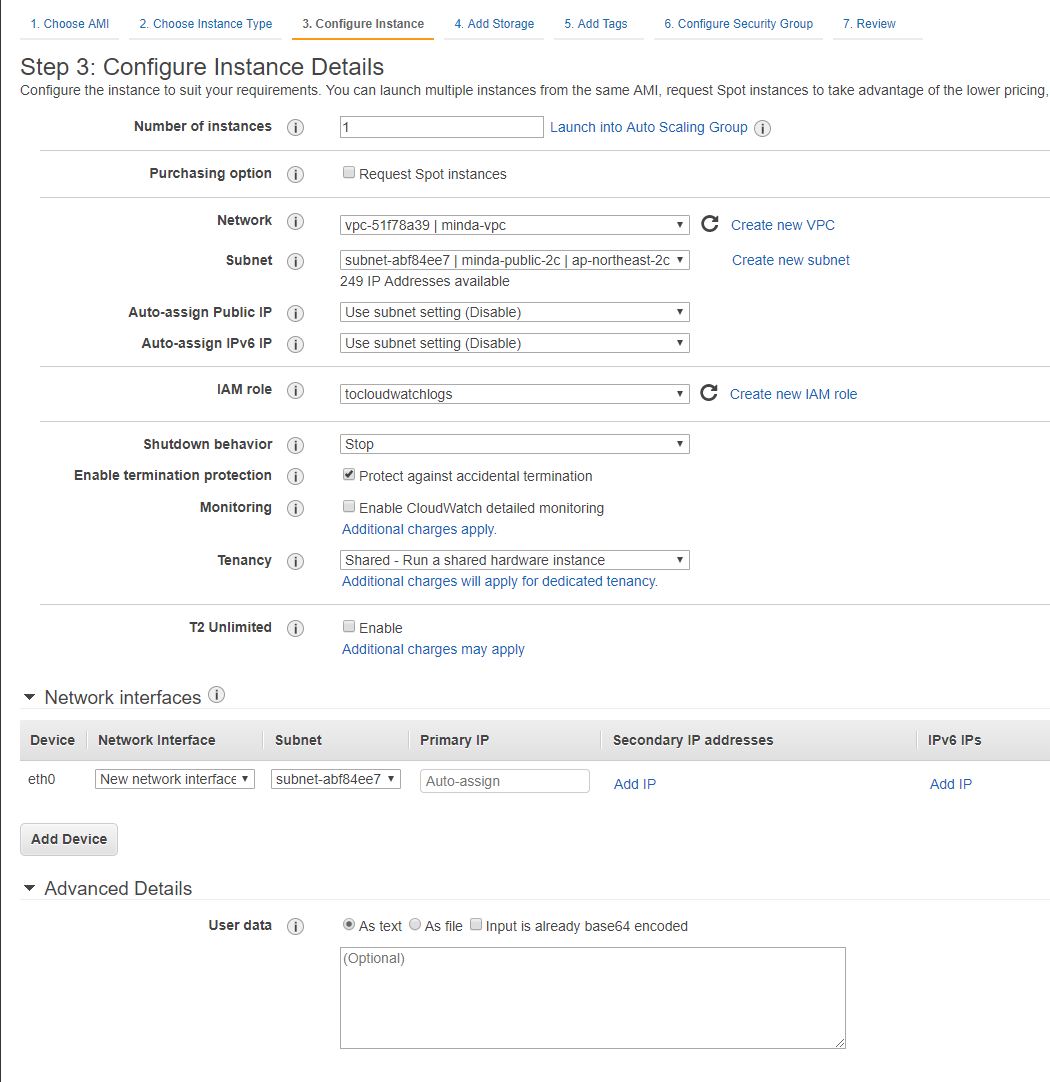 1. Choose AMI 2. Choose Instance Type 3. Configure Instance 4. Add Storage 5. Add Tags 6. Configure Security Group 7. Review
Step 3: Configure Instance Details
Configure the instance to suit your requirements. You can launch multiple instances from the same AMI, request Spot instances to take advantage of the lower pricing,
Number of instances i 1 Launch into Auto Scaling Group i
Purchasing option i Request Spot instances
Network i vpc-51f78a39 | minda-vpc Create new VPC
Subnet i subnet-abf84ee7 | minda-public-2c | ap-northeast-2c Create new subnet
249 IP Addresses available
Auto-assign Public IP i Use subnet setting (Disable)
Auto-assign IPv6 IP i Use subnet setting (Disable)
IAM role i tocloudwatchlogs Create new IAM role
Shutdown behavior i Stop
Enable termination protection i Protect against accidental termination
Monitoring i Enable CloudWatch detailed monitoring
Additional charges apply.
Tenancy i Shared - Run a shared hardware instance
Additional charges will apply for dedicated tenancy.
T2 Unlimited i Enable
Additional charges may apply
Network interfaces i
Device Network Interface Subnet Primary IP Secondary IP addresses IPv6 IPs
eth0 New network interface subnet-abf84ee7 Auto-assign Add IP Add IP
Add Device
Advanced Details
User data i As text As file Input is already base64 encoded
(Optional)